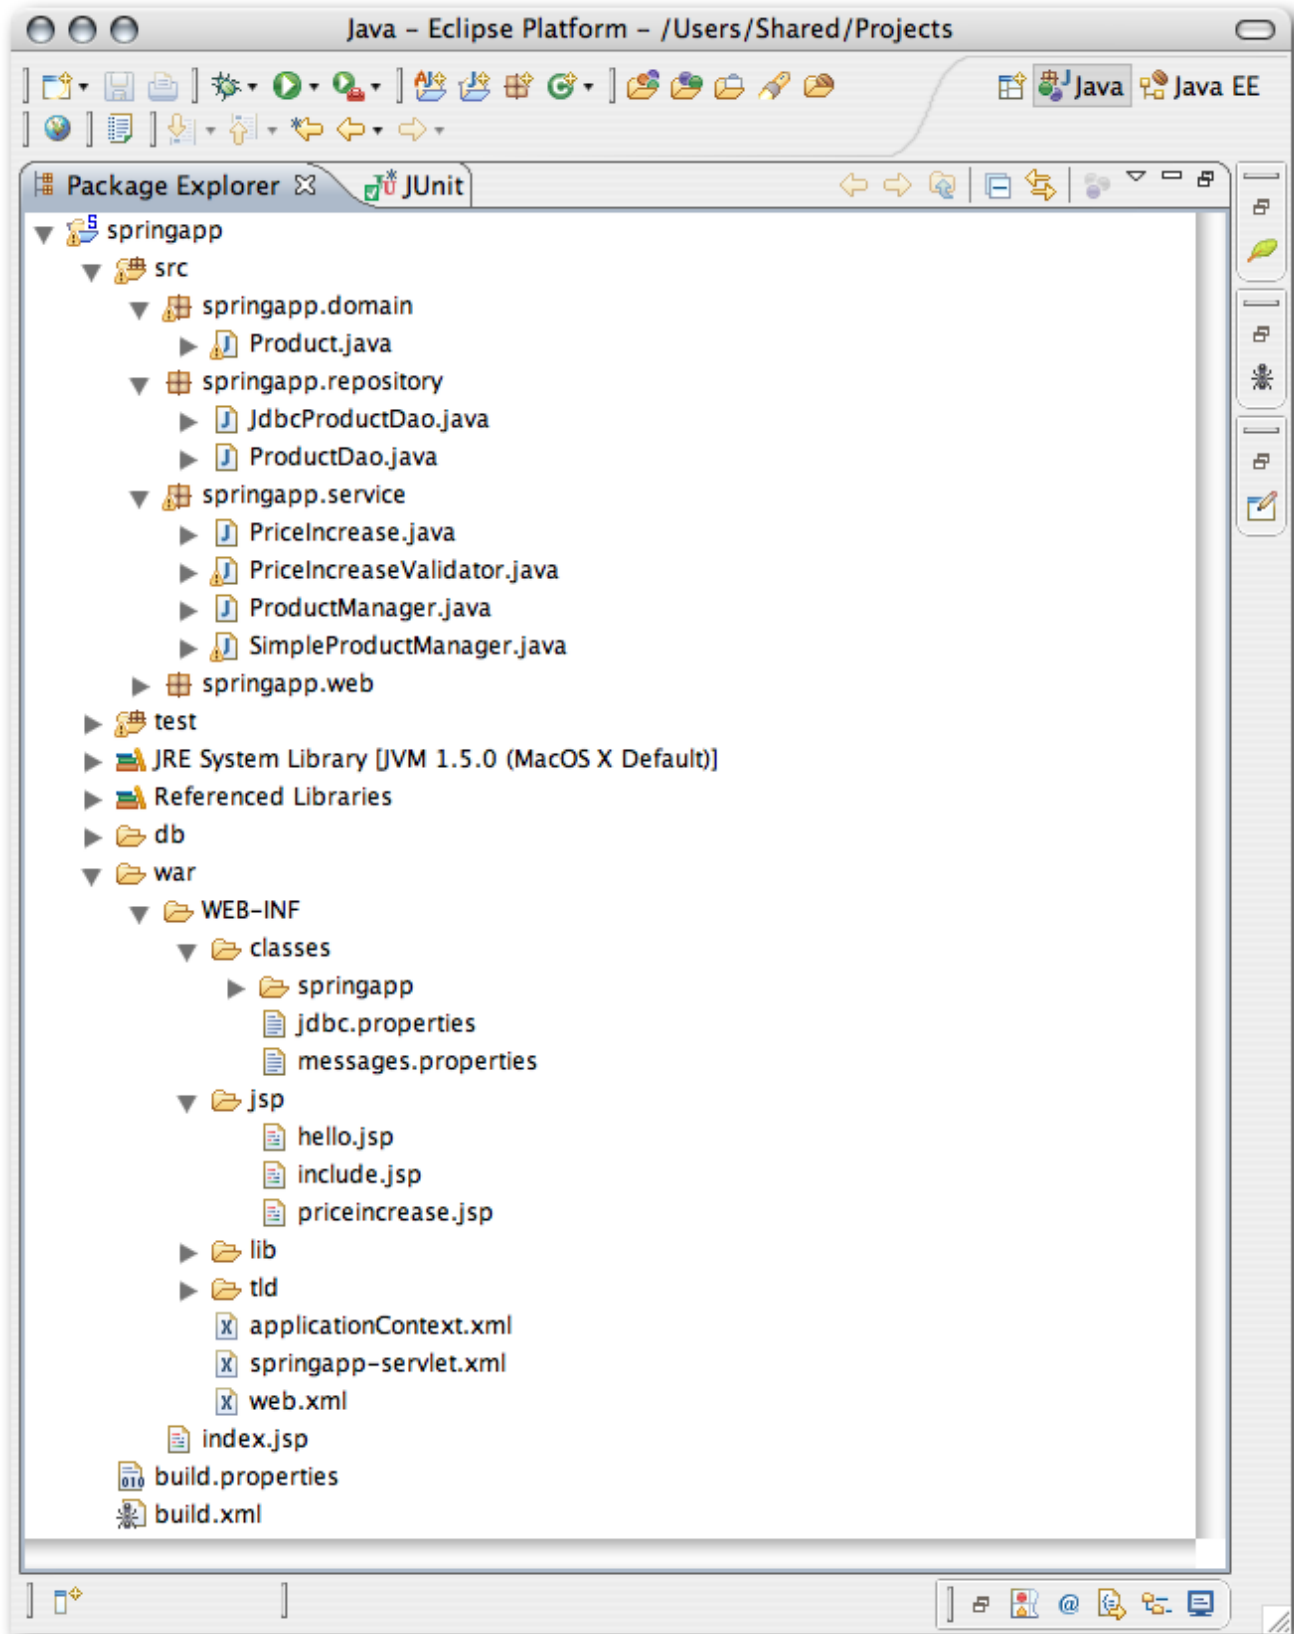 Java – Eclipse Platform – /Users/Shared/Projects
Java
Java EE
Package Explorer
JUnit
springapp
src
springapp.domain
Product.java
springapp.repository
JdbcProductDao.java
ProductDao.java
springapp.service
PriceIncrease.java
PriceIncreaseValidator.java
ProductManager.java
SimpleProductManager.java
springapp.web
test
JRE System Library [JVM 1.5.0 (MacOS X Default)]
Referenced Libraries
db
war
WEB-INF
classes
springapp
jdbc.properties
messages.properties
jsp
hello.jsp
include.jsp
priceincrease.jsp
lib
tld
applicationContext.xml
springapp-servlet.xml
web.xml
index.jsp
build.properties
build.xml